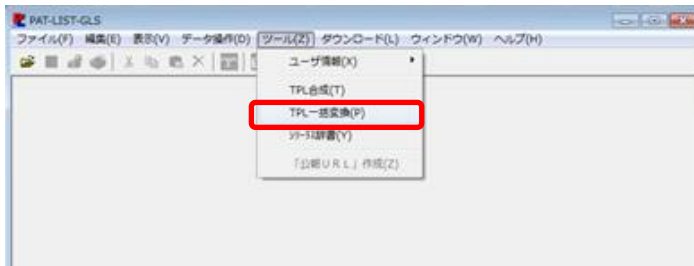 PAT-LIST-GLS
ファイル(F) 編集(E) 表示(V) データ操作(D) ツール(Z) ダウンロード(L) ウィンドウ(W) ヘルプ(H)
ユーザ情報(X)
TPL合成(T)
TPL一括変換(P)
シソーラス辞書(Y)
「公報URL」作成(Z)